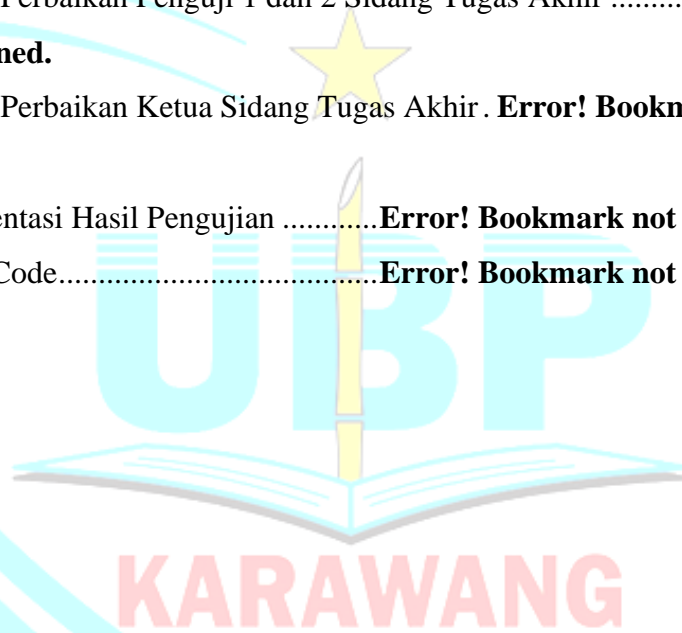 Perbaikan Penguji 1 dan 2 Sidang Tugas Akhir .........
ned.
Perbaikan Ketua Sidang Tugas Akhir . Error! Bookm
entasi Hasil Pengujian ............Error! Bookmark not
Code.......................................Error! Bookmark not
UBP
KARAWANG